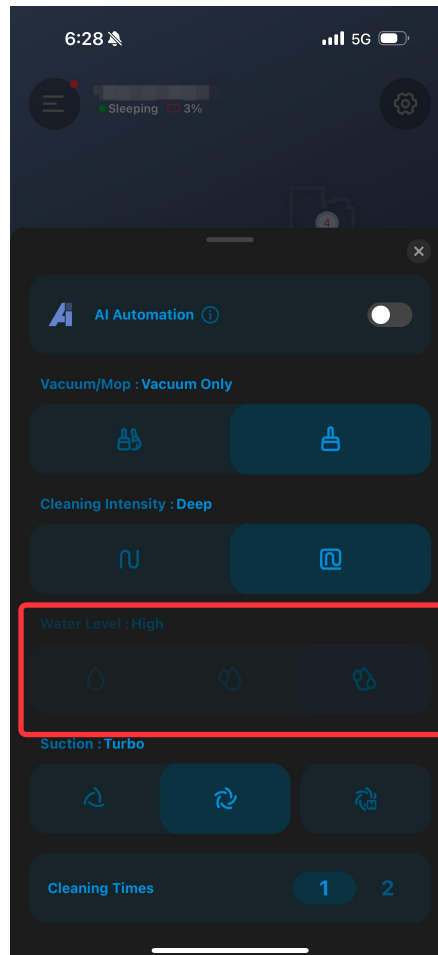 6:28 5G
Sleeping 3%
4
Ai AI Automation
Vacuum/Mop : Vacuum Only
Cleaning Intensity : Deep
Water Level : High
Suction : Turbo
Cleaning Times 1 2